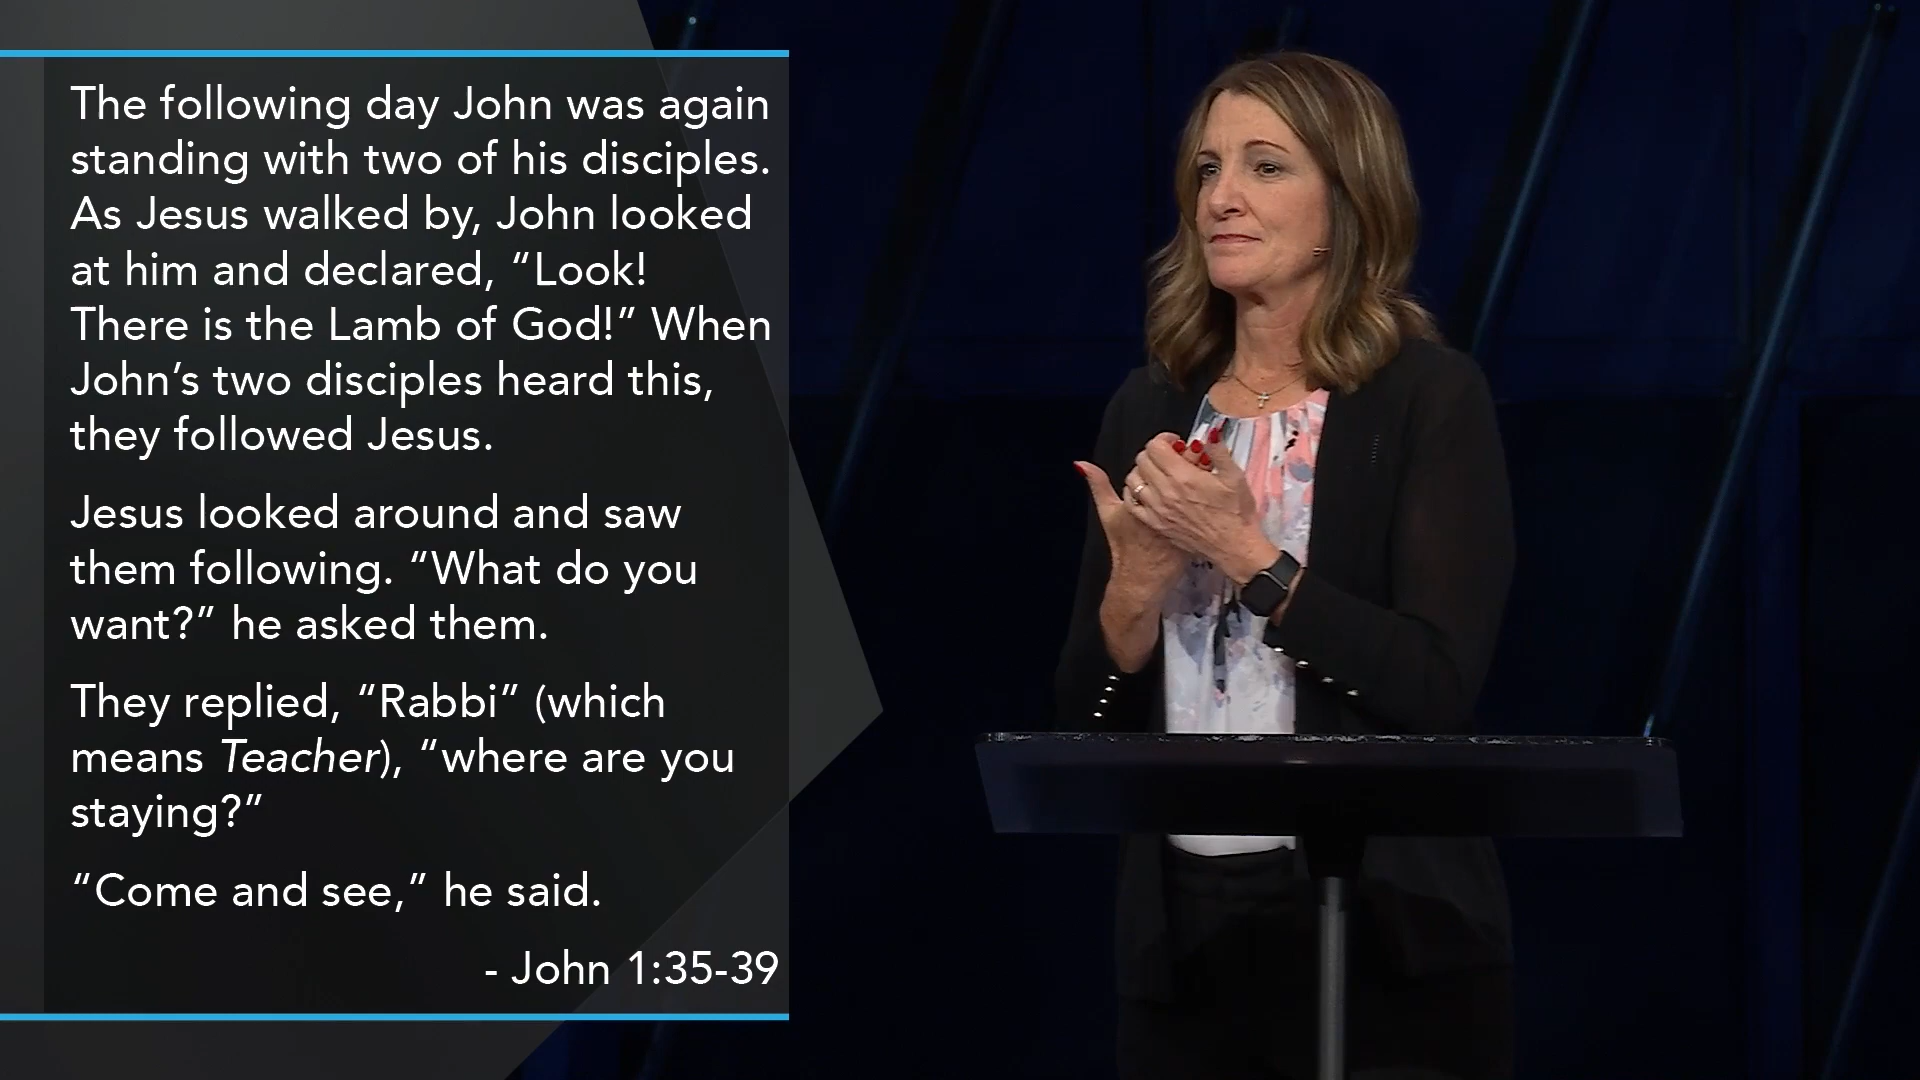 The following day John was again
standing with two of his disciples.
As Jesus walked by, John looked
at him and declared, “Look!
There is the Lamb of God!” When
John’s two disciples heard this,
they followed Jesus.
Jesus looked around and saw
them following. “What do you
want?” he asked them.
They replied, “Rabbi” (which
means Teacher), “where are you
staying?”
“Come and see,” he said.
- John 1:35-39